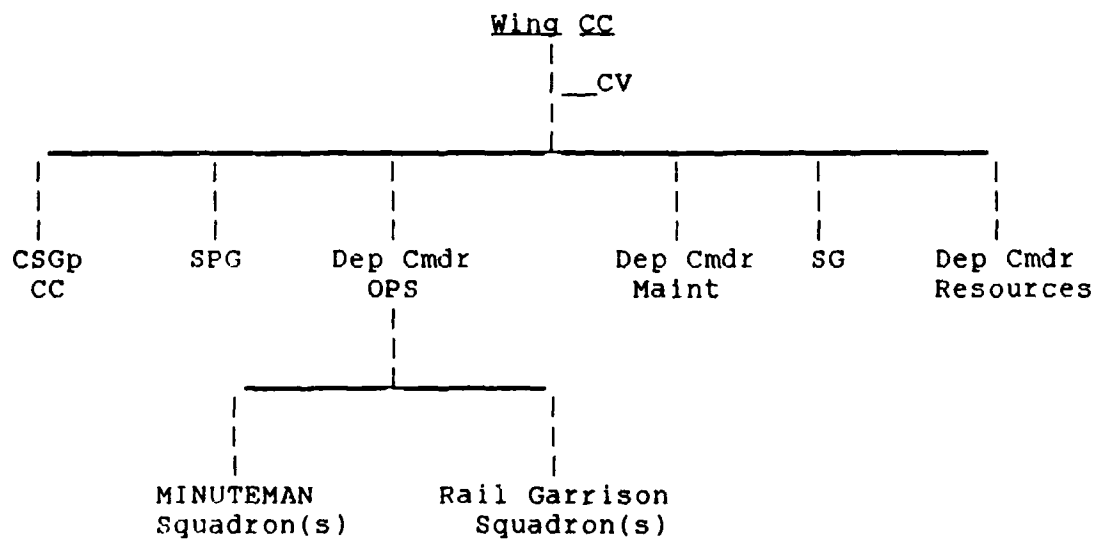 Wing CC
__CV
CSGp SPG Dep Cmdr Dep Cmdr SG Dep Cmdr
CC OPS Maint Resources
MINUTEMAN Rail Garrison
Squadron(s) Squadron(s)